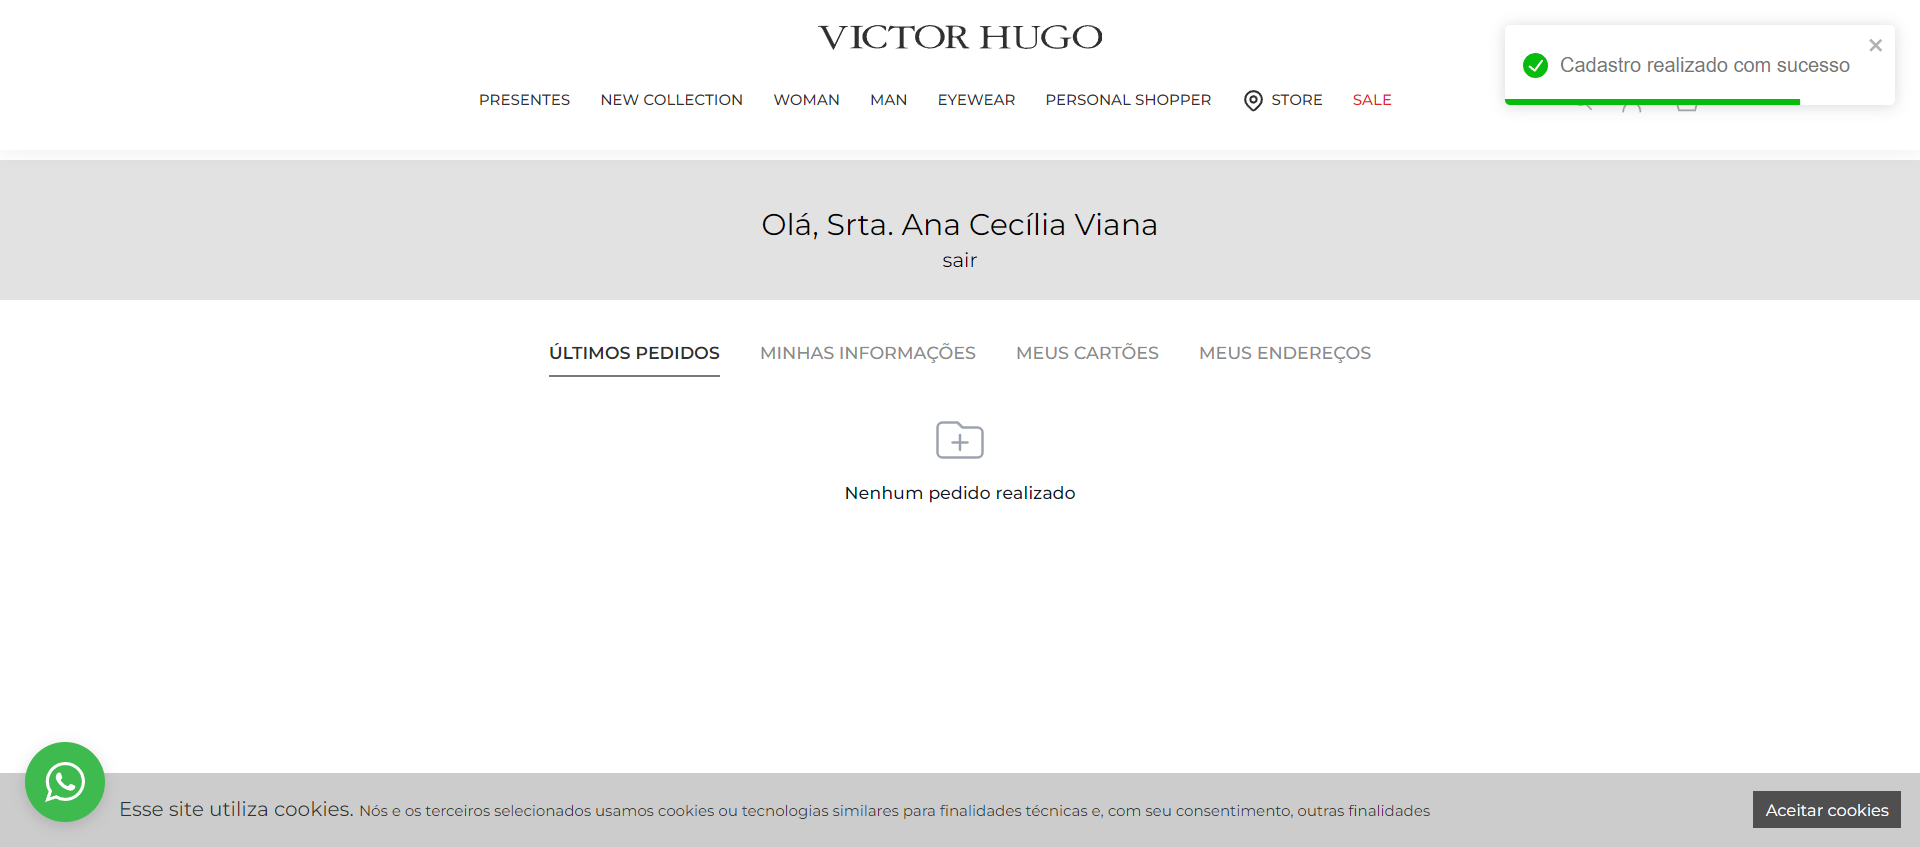 VICTOR HUGO
Cadastro realizado com sucesso
PRESENTES NEW COLLECTION WOMAN MAN EYEWEAR PERSONAL SHOPPER STORE SALE
Olá, Srta. Ana Cecília Viana
sair
ÚLTIMOS PEDIDOS MINHAS INFORMAÇÕES MEUS CARTÕES MEUS ENDEREÇOS
Nenhum pedido realizado
Esse site utiliza cookies. Nós e os terceiros selecionados usamos cookies ou tecnologias similares para finalidades técnicas e, com seu consentimento, outras finalidades
Aceitar cookies